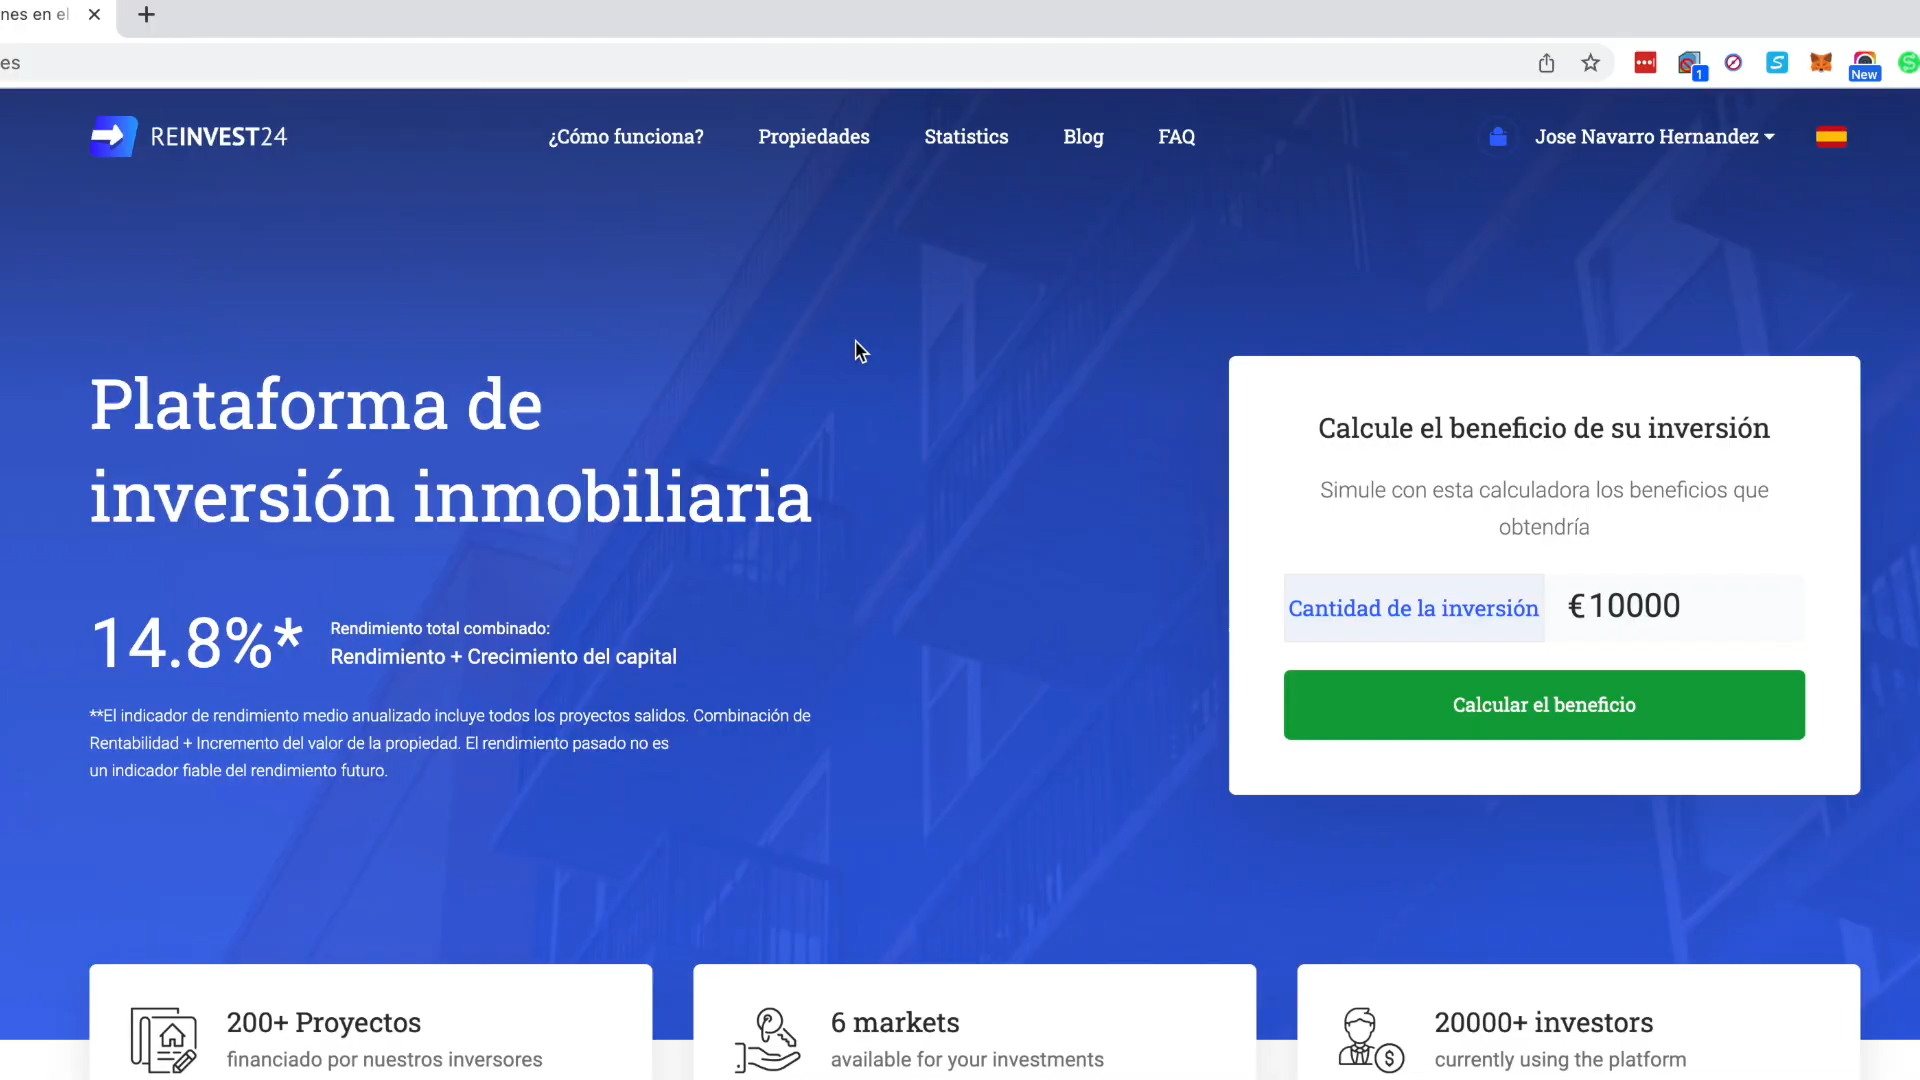 nes en el
es
1
New
REINVEST24
¿Cómo funciona?
Propiedades
Statistics
Blog
FAQ
Jose Navarro Hernandez
Plataforma de
inversión inmobiliaria
14.8%*
Rendimiento total combinado:
Rendimiento + Crecimiento del capital
**El indicador de rendimiento medio anualizado incluye todos los proyectos salidos. Combinación de
Rentabilidad + Incremento del valor de la propiedad. El rendimiento pasado no es
un indicador fiable del rendimiento futuro.
Calcule el beneficio de su inversión
Simule con esta calculadora los beneficios que
obtendría
Cantidad de la inversión
€10000
Calcular el beneficio
200+ Proyectos
financiado por nuestros inversores
6 markets
available for your investments
20000+ investors
currently using the platform